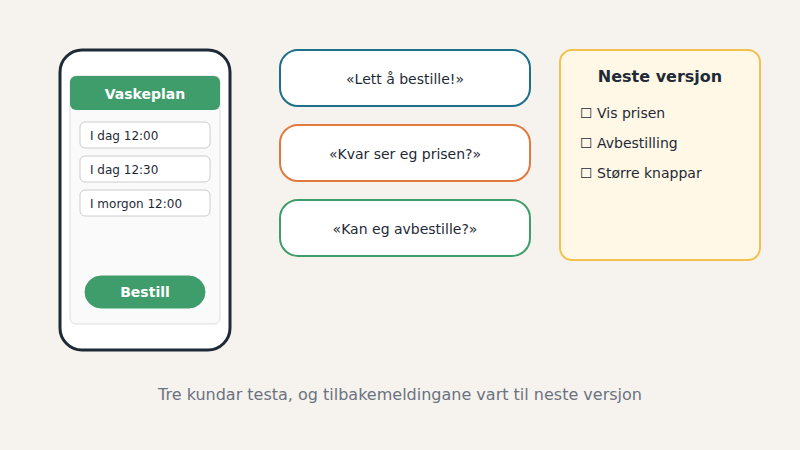 Vaskeplan
I dag 12:00
I dag 12:30
I morgon 12:00
Bestill
«Lett å bestille!»
«Kvar ser eg prisen?»
«Kan eg avbestille?»
Neste versjon
☐ Vis prisen
☐ Avbestilling
☐ Større knappar
Tre kundar testa, og tilbakemeldingane vart til neste versjon